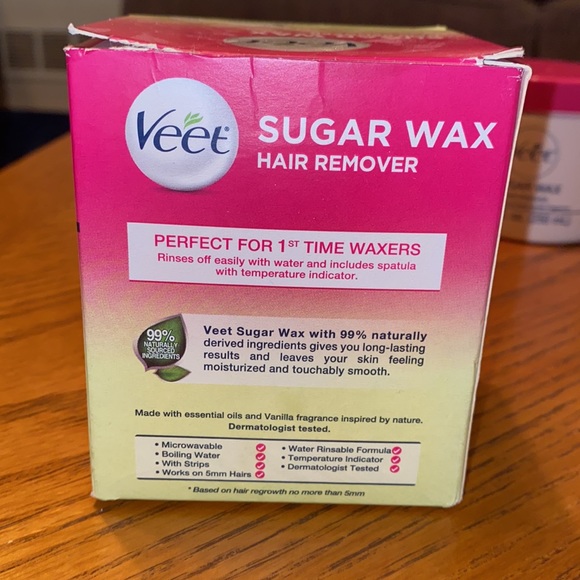 Veet
SUGAR WAX
HAIR REMOVER
PERFECT FOR 1ST TIME WAXERS
Rinses off easily with water and includes spatula
with temperature indicator.
99%
NATURALLY
SOURCED
INGREDIENTS
Veet Sugar Wax with 99% naturally
derived ingredients gives you long-lasting
results and leaves your skin feeling
moisturized and touchably smooth.
Made with essential oils and Vanilla fragrance inspired by nature.
Dermatologist tested.
• Microwavable
• Boiling Water
• With Strips
• Works on 5mm Hairs
• Water Rinsable Formula
• Temperature Indicator
• Dermatologist Tested
* Based on hair regrowth no more than 5mm
Veet